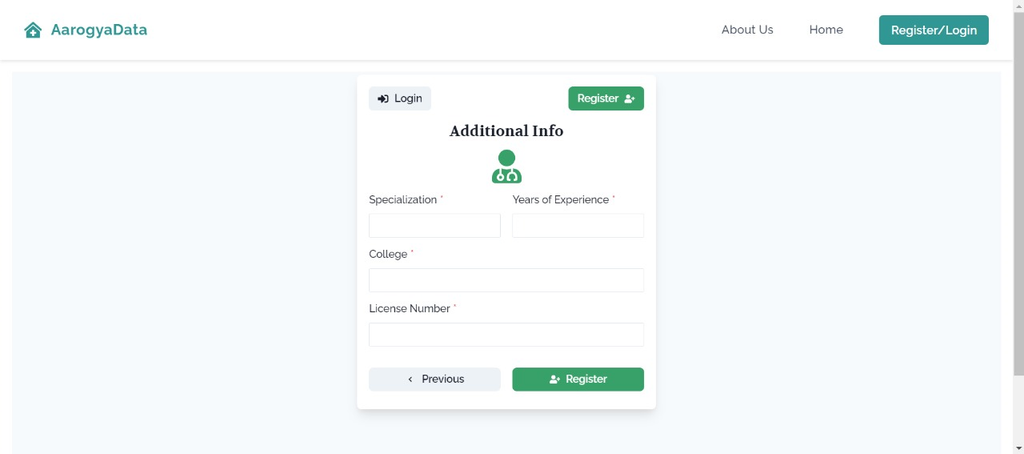 AarogyaData
About Us Home Register/Login
Login Register
Additional Info
Specialization * Years of Experience *
College *
License Number *
Previous Register